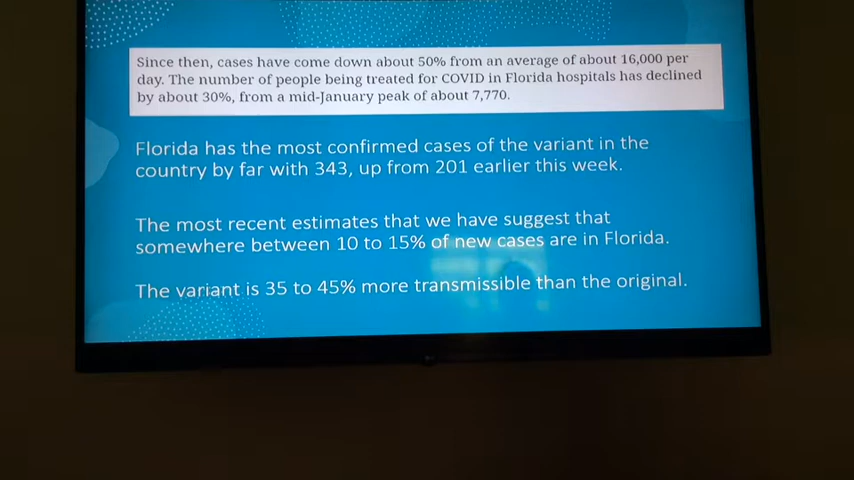 Since then, cases have come down about 50% from an average of about 16,000 per
day. The number of people being treated for COVID in Florida hospitals has declined
by about 30%, from a mid-January peak of about 7,770.
Florida has the most confirmed cases of the variant in the
country by far with 343, up from 201 earlier this week.
The most recent estimates that we have suggest that
somewhere between 10 to 15% of new cases are in Florida.
The variant is 35 to 45% more transmissible than the original.